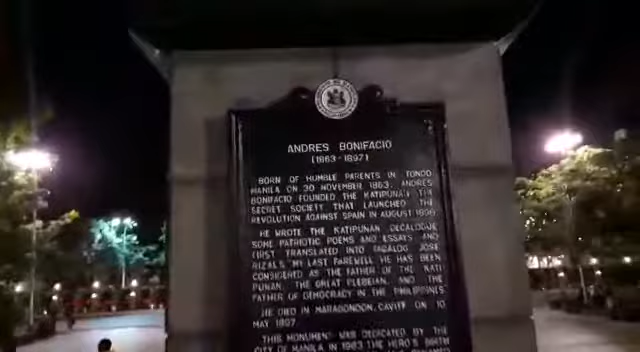 ANDRES BONIFACIO
(1863-1897)
BORN OF HUMBLE PARENTS IN TONDO
MANILA ON 30 NOVEMBER 1863, ANDRES
BONIFACIO FOUNDED THE KATIPUNAN THE
SECRET SOCIETY THAT LAUNCHED THE
REVOLUTION AGAINST SPAIN IN AUGUST 1896
HE WROTE THE KATIPUNAN DECALOGUE
SOME PATRIOTIC POEMS AND ESSAYS AND
FIRST TRANSLATED INTO TAGALOG JOSE
RIZAL'S "MY LAST FAREWELL" HE HAS BEEN
CONSIDERED AS THE FATHER OF THE KATI
PUNAN, THE GREAT PLEBEIAN, AND THE
FATHER OF DEMOCRACY IN THE PHILIPPINES
HE DIED IN MARAGONDON, CAVITE ON 10
MAY 1897
THIS MONUMENT WAS DEDICATED BY THE
CITY OF MANILA IN 1963 THE HERO'S BIRTH